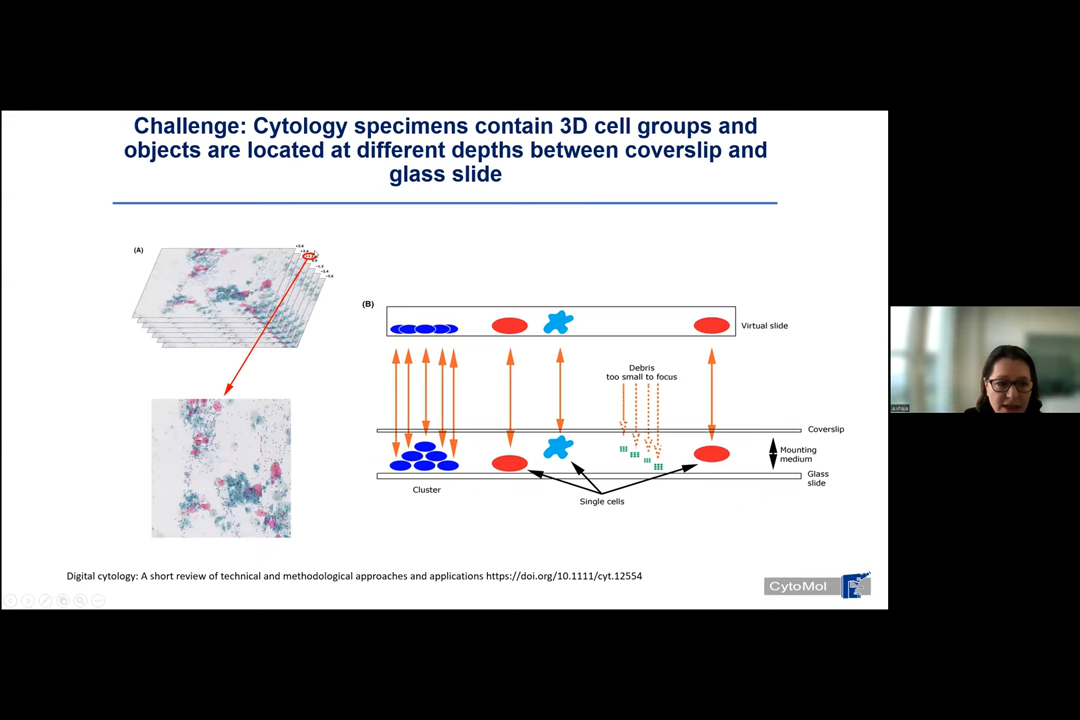 Challenge: Cytology specimens contain 3D cell groups and
objects are located at different depths between coverslip and
glass slide
(A)
(B)
Virtual slide
Debris
too small to focus
Coverslip
Mounting
medium
Glass
slide
Cluster
Single cells
Digital cytology: A short review of technical and methodological approaches and applications https://doi.org/10.1111/cyt.12554
CytoMol